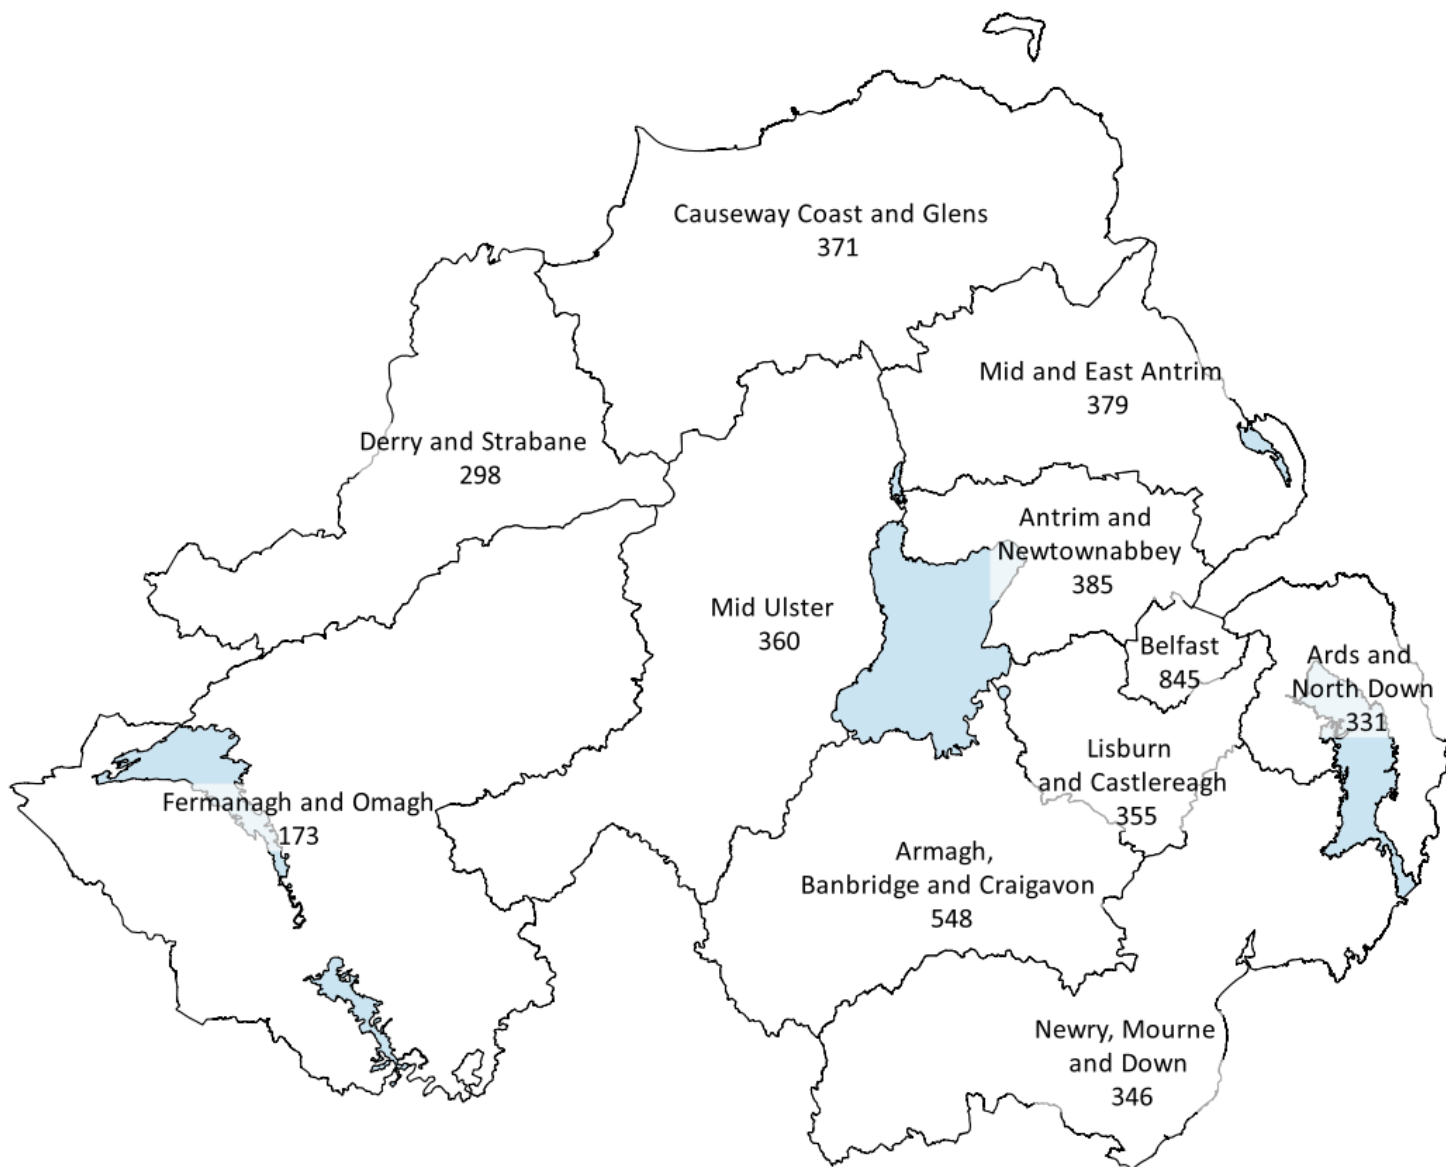 Causeway Coast and Glens
371
Mid and East Antrim
379
Derry and Strabane
298
Antrim and
Newtownabbey
385
Mid Ulster
360
Belfast
845
Ards and
North Down
331
Lisburn
and Castlereagh
355
Fermanagh and Omagh
173
Armagh,
Banbridge and Craigavon
548
Newry, Mourne
and Down
346